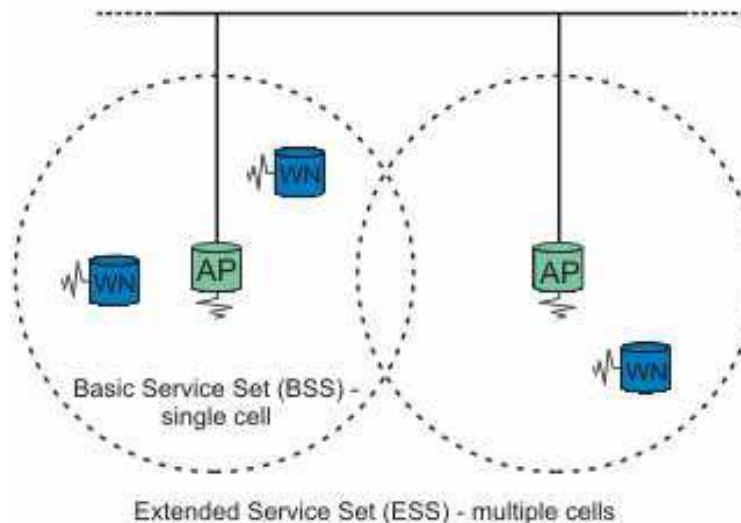 WN
WN
AP
AP
WN
Basic Service Set (BSS) -
single cell
Extended Service Set (ESS) - multiple cells